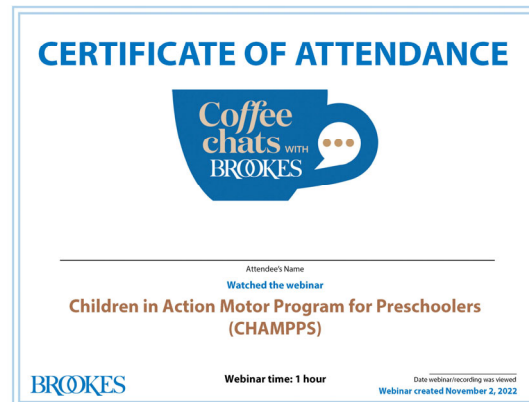 CERTIFICATE OF ATTENDANCE
Coffee
chats WITH
BROOKES
Attendee's Name
Watched the webinar
Children in Action Motor Program for Preschoolers
(CHAMPPS)
BROOKES
Webinar time: 1 hour
Date webinar/recording was viewed
Webinar created November 2, 2022